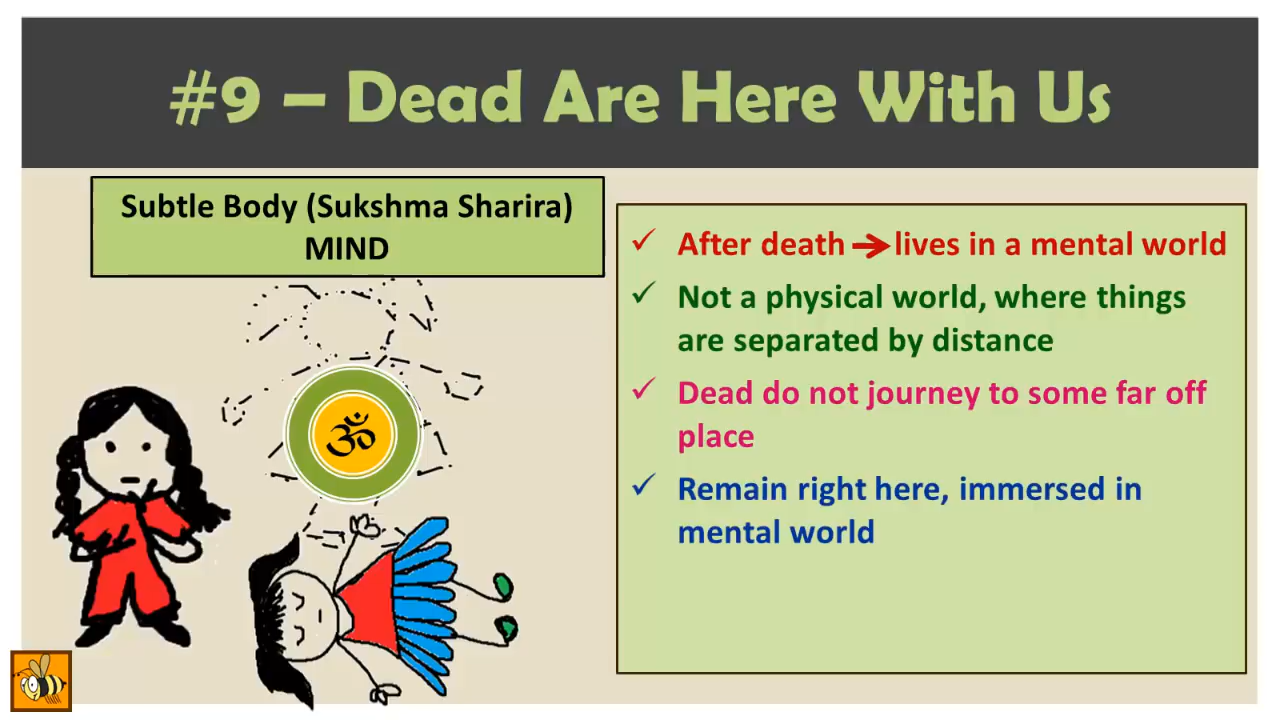 #9 – Dead Are Here With Us
Subtle Body (Sukshma Sharira)
MIND
ॐ
✓ After death → lives in a mental world
✓ Not a physical world, where things
are separated by distance
✓ Dead do not journey to some far off
place
✓ Remain right here, immersed in
mental world